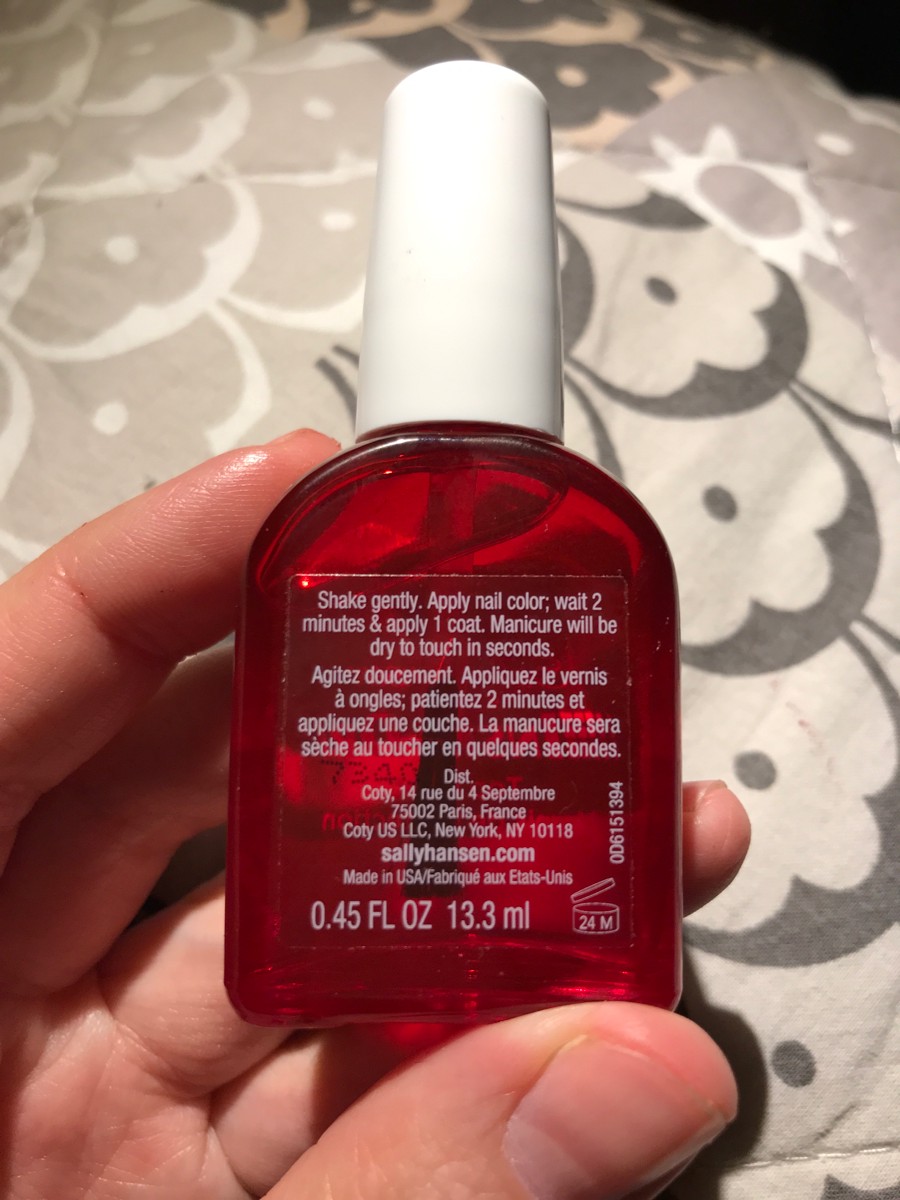 Shake gently. Apply nail color; wait 2
minutes & apply 1 coat. Manicure will be
dry to touch in seconds.
Agitez doucement. Appliquez le vernis
à ongles; patientez 2 minutes et
appliquez une couche. La manucure sera
sèche au toucher en quelques secondes.
Dist.
Coty, 14 rue du 4 Septembre
75002 Paris, France
Coty US LLC, New York, NY 10118
sallyhansen.com
Made in USA/Fabriqué aux Etats-Unis
0.45 FL OZ 13.3 ml
24 M
0D6151394